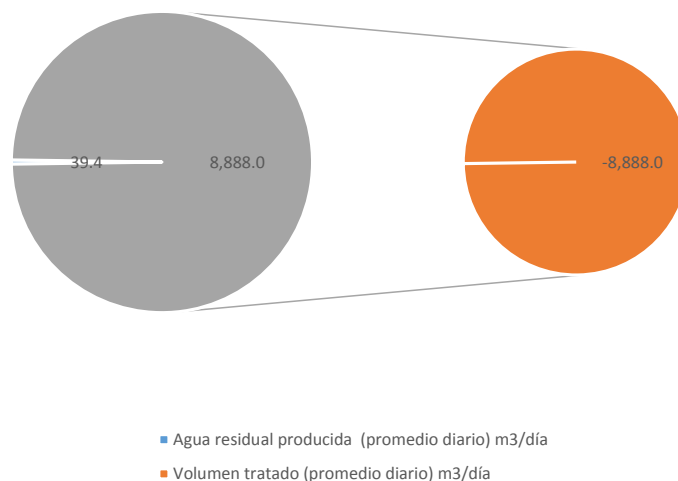 39.4
8,888.0
-8,888.0
Agua residual producida (promedio diario) m3/día
Volumen tratado (promedio diario) m3/día